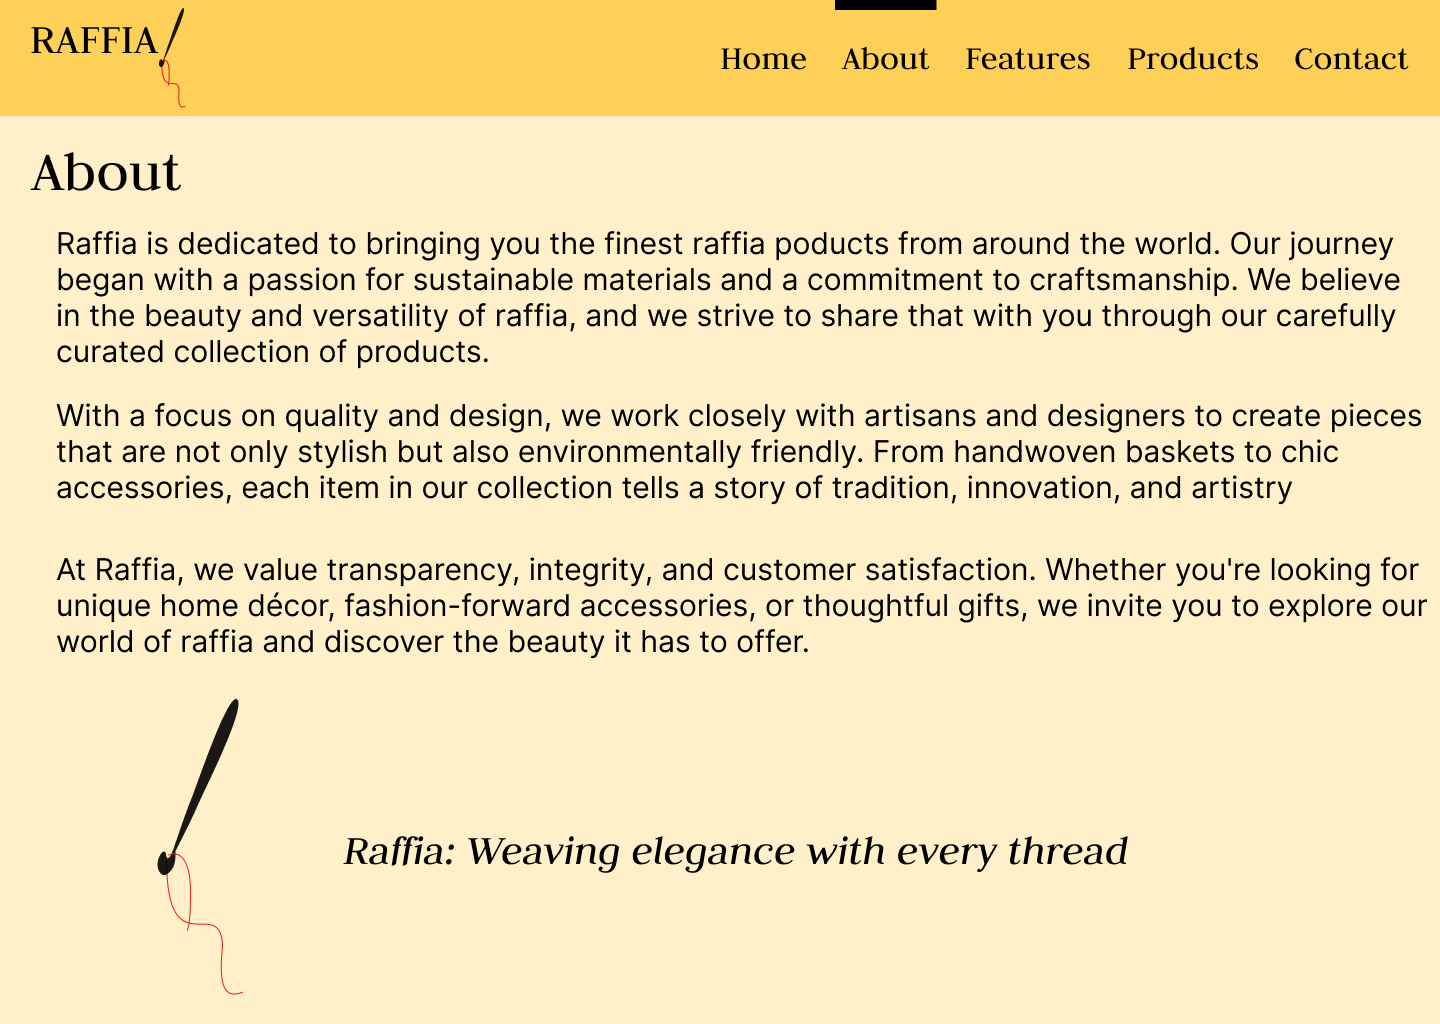 RAFFIA
Home About Features Products Contact
About
Raffia is dedicated to bringing you the finest raffia poducts from around the world. Our journey
began with a passion for sustainable materials and a commitment to craftsmanship. We believe
in the beauty and versatility of raffia, and we strive to share that with you through our carefully
curated collection of products.
With a focus on quality and design, we work closely with artisans and designers to create pieces
that are not only stylish but also environmentally friendly. From handwoven baskets to chic
accessories, each item in our collection tells a story of tradition, innovation, and artistry
At Raffia, we value transparency, integrity, and customer satisfaction. Whether you're looking for
unique home décor, fashion-forward accessories, or thoughtful gifts, we invite you to explore our
world of raffia and discover the beauty it has to offer.
Raffia: Weaving elegance with every thread